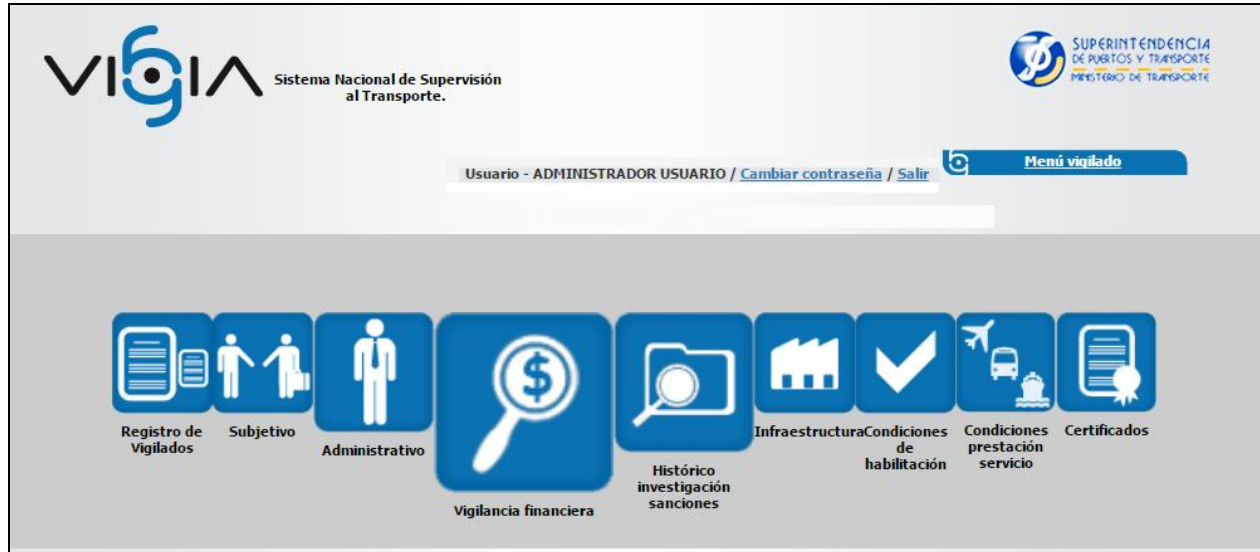 VIGIA
Sistema Nacional de Supervisión
al Transporte.
SUPERINTENDENCIA
DE PUERTOS Y TRANSPORTE
MINISTERIO DE TRANSPORTE
Menú vigilado
Usuario - ADMINISTRADOR USUARIO / Cambiar contraseña / Salir
$
Registro de
Vigilados
Subjetivo
Administrativo
Vigilancia financiera
Histórico
investigación
sanciones
Infraestructura
Condiciones
de
habilitación
Condiciones
prestación
servicio
Certificados